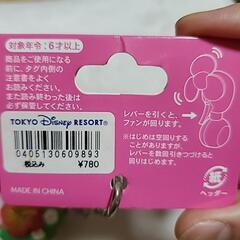 対象年令:6才以上
商品をご使用になる
前に、タグ内側の
注意書をよく
お読みください。
また読み終わった後は
必ず保管してください。
レバーを引くと、
ファンが回ります。
※はじめは空回りする
ことがありますが、
レバーを数回引きつづけると
回りはじめます。
TOKYO DISNEY RESORT®
0405130609893
税込み ¥780
MADE IN CHINA
紙
ヘッダー